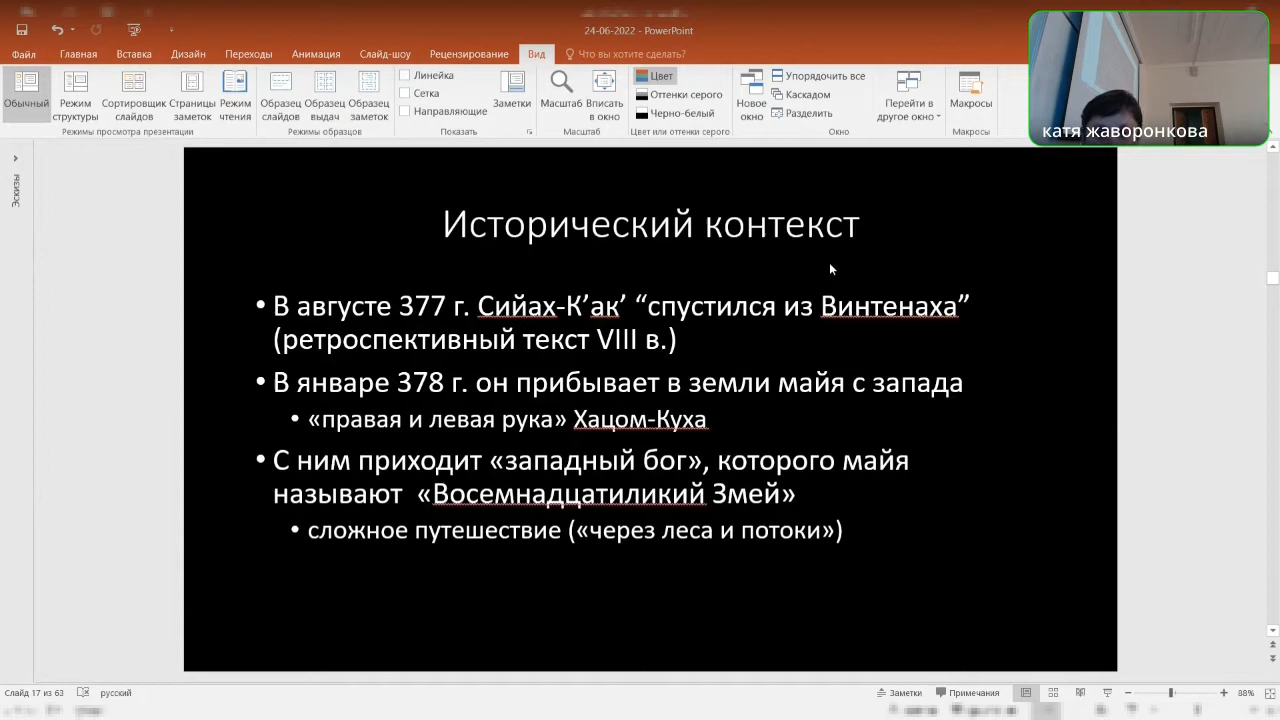 24-06-2022 - PowerPoint
Файл Главная Вставка Дизайн Переходы Анимация Слайд-шоу Рецензирование Вид Что вы хотите сделать?
Обычный
Режим структуры
Сортировщик слайдов
Страницы заметок
Режим чтения
Режимы просмотра презентации
Образец слайдов
Образец выдач
Образец заметок
Режимы образцов
Линейка
Сетка
Направляющие
Показать
Заметки
Масштаб
Вписать в окно
Масштаб
Цвет
Оттенки серого
Черно-белый
Цвет или оттенки серого
Новое окно
Упорядочить все
Каскадом
Разделить
Перейти в другое окно
Окно
Макросы
Макросы
катя жаворонкова
Эскизы
Исторический контекст
• В августе 377 г. Сийах-К’ак’ “спустился из Винтенаха”
(ретроспективный текст VIII в.)
• В январе 378 г. он прибывает в земли майя с запада
• «правая и левая рука» Хацом-Куха
• С ним приходит «западный бог», которого майя
называют «Восемнадцатиликий Змей»
• сложное путешествие («через леса и потоки»)
Слайд 17 из 63 русский Заметки Примечания 88%